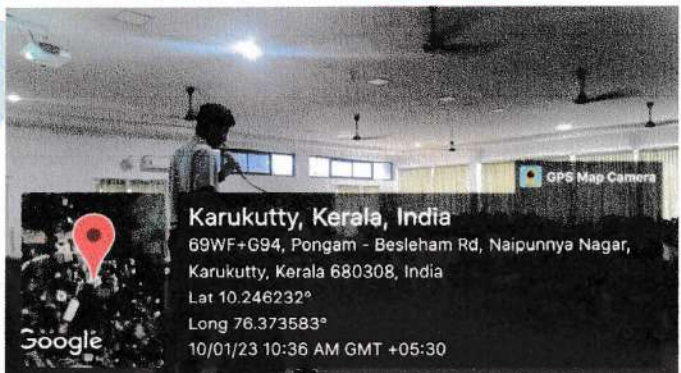 GPS Map Camera
Karukutty, Kerala, India
69WF+G94, Pongam - Besleham Rd, Naipunnya Nagar,
Karukutty, Kerala 680308, India
Lat 10.246232°
Long 76.373583°
10/01/23 10:36 AM GMT +05:30
Google